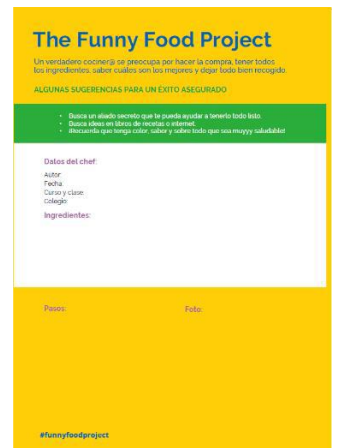 The Funny Food Project
Un verdadero cociner@ se preocupa por hacer la compra, tener todos
los ingredientes, saber cuáles son los mejores y dejar todo bien recogido.
ALGUNAS SUGERENCIAS PARA UN ÉXITO ASEGURADO
• Busca un aliado secreto que te pueda ayudar a tenerlo todo listo.
• Busca ideas en libros de recetas o internet.
• ¡Recuerda que tenga color, sabor y sobre todo que sea muyyy saludable!
Datos del chef:
Autor:
Fecha:
Curso y clase:
Colegio:
Ingredientes:
Pasos:
Foto:
#funnyfoodproject